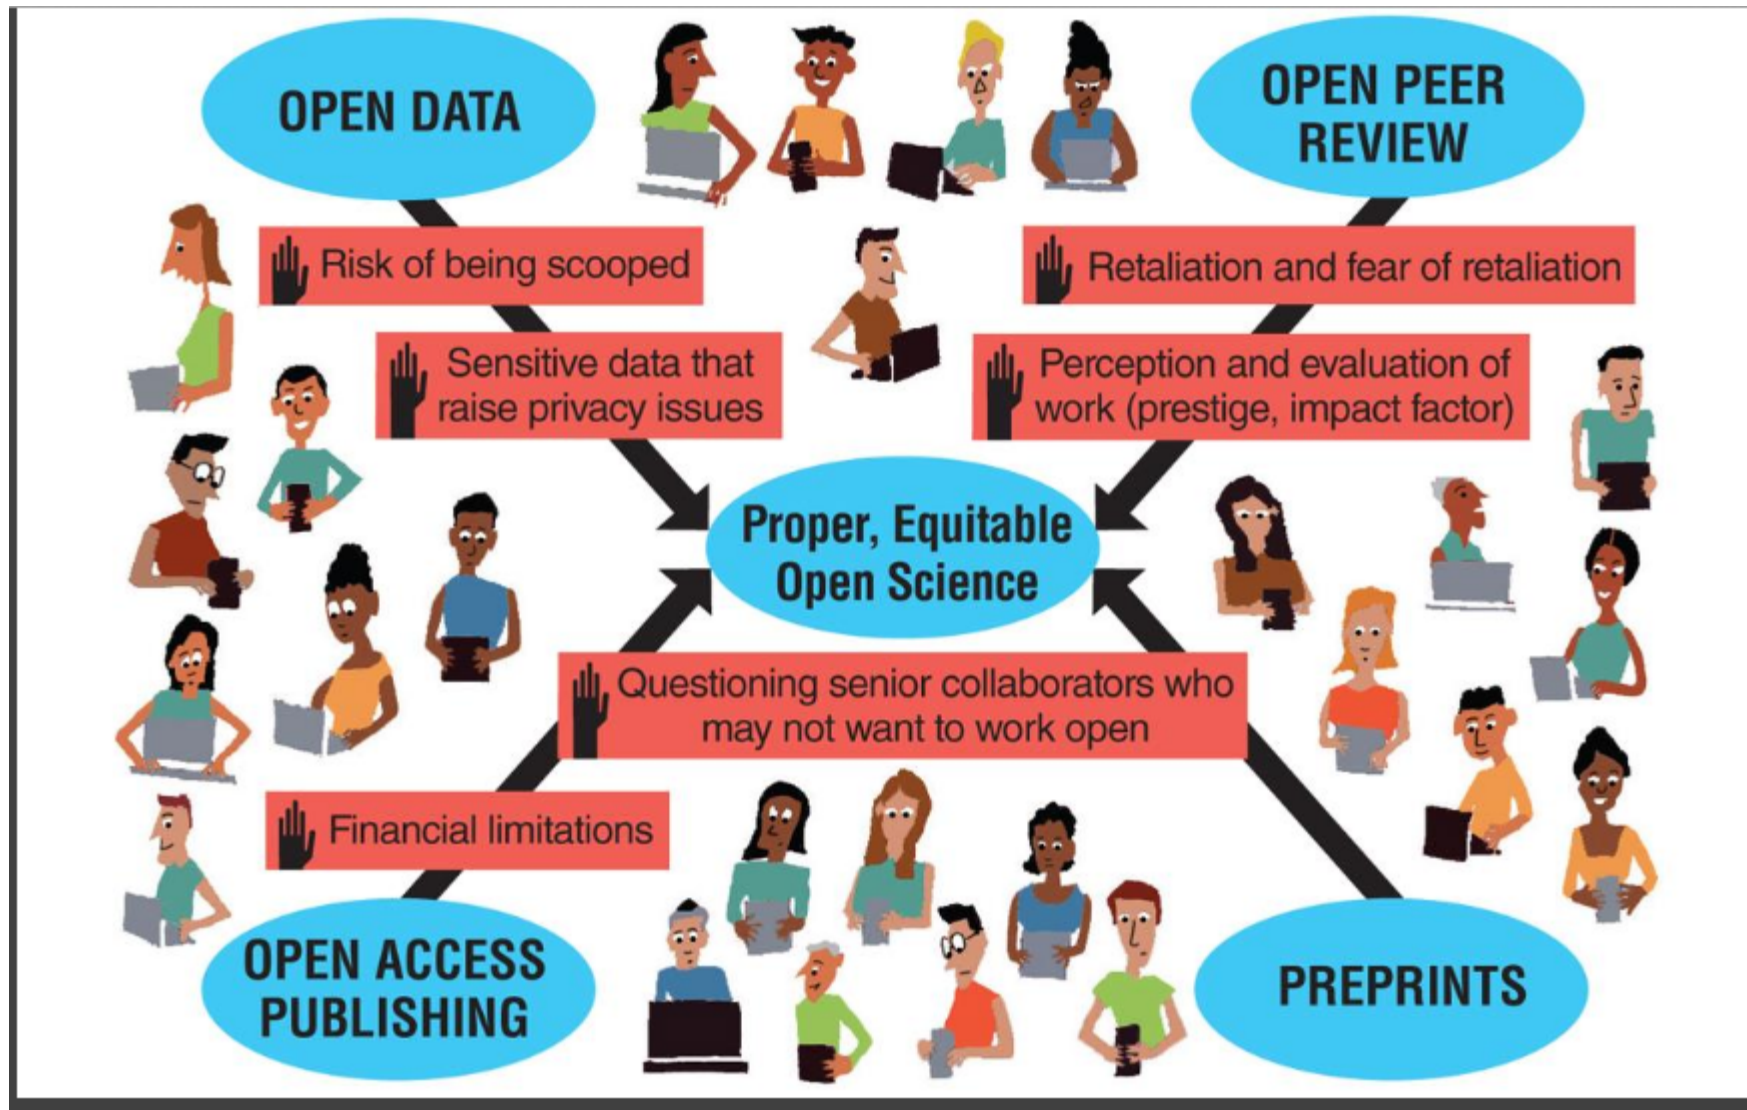 OPEN DATA
OPEN PEER
REVIEW
Risk of being scooped
Retaliation and fear of retaliation
Sensitive data that
raise privacy issues
Perception and evaluation of
work (prestige, impact factor)
Proper, Equitable
Open Science
Questioning senior collaborators who
may not want to work open
Financial limitations
OPEN ACCESS
PUBLISHING
PREPRINTS